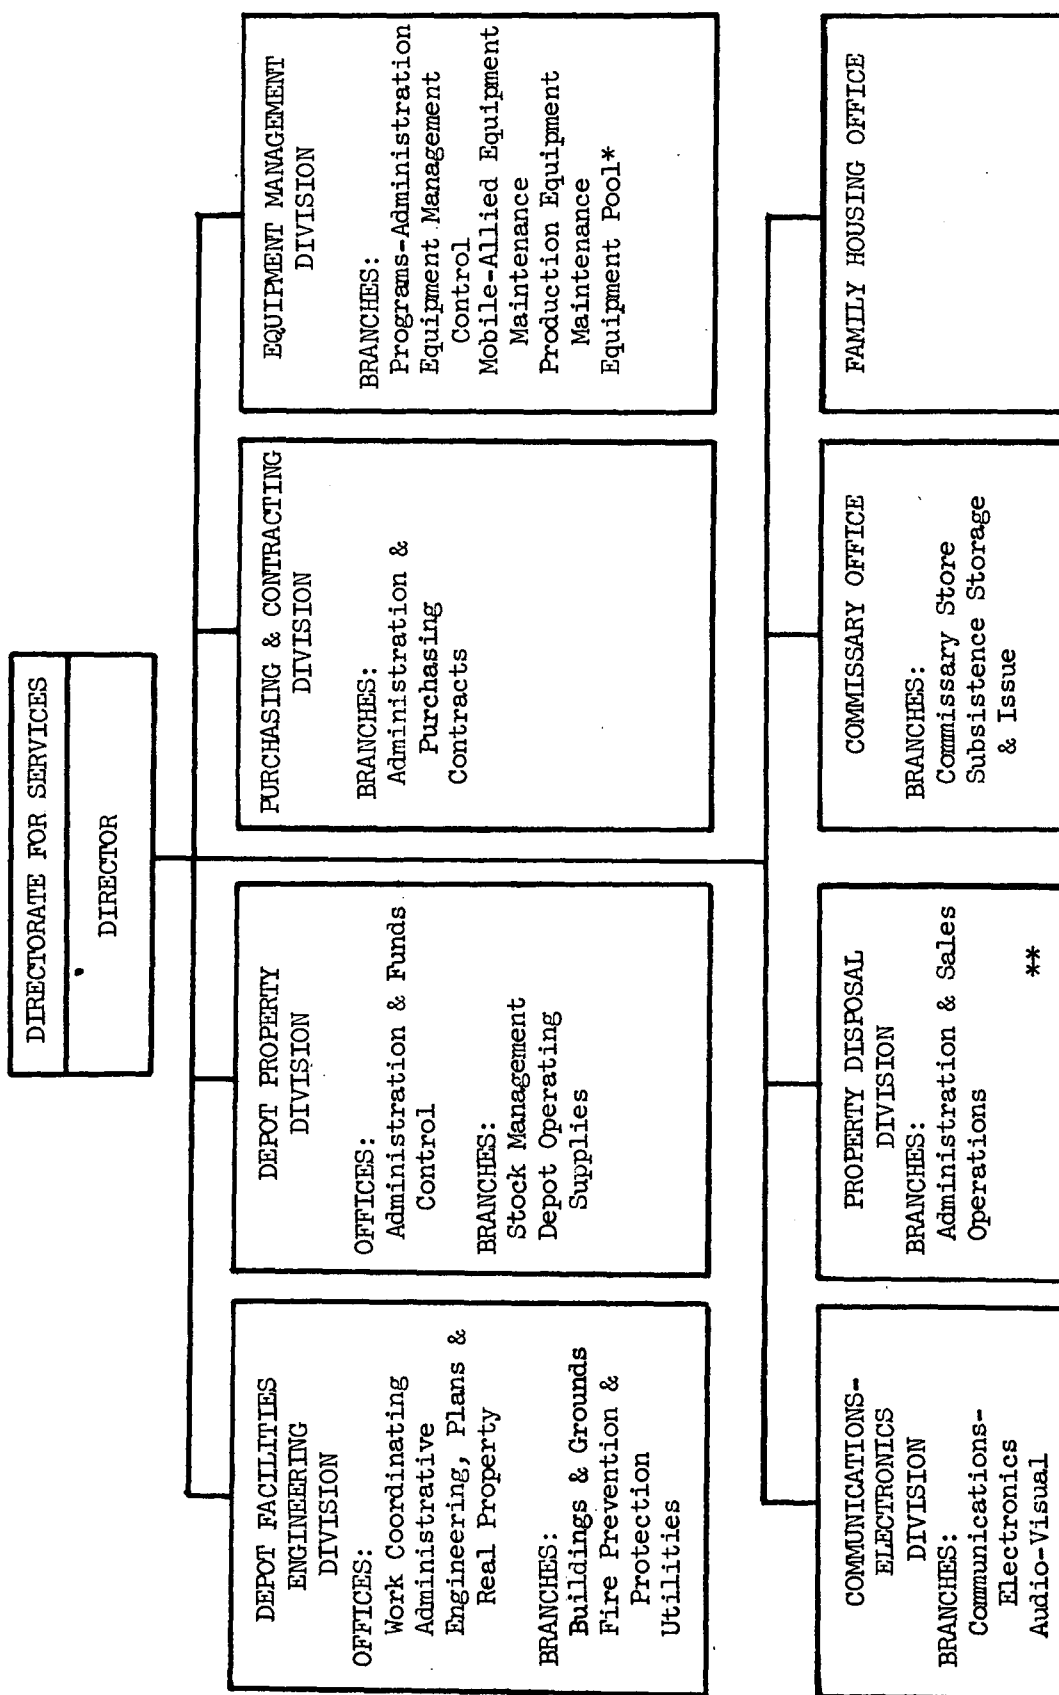 DIRECTORATE FOR SERVICES
DIRECTOR
DEPOT FACILITIES
ENGINEERING
DIVISION
OFFICES:
Work Coordinating
Administrative
Engineering, Plans &
Real Property
BRANCHES:
Buildings & Grounds
Fire Prevention &
Protection
Utilities
DEPOT PROPERTY
DIVISION
OFFICES:
Administration & Funds
Control
BRANCHES:
Stock Management
Depot Operating
Supplies
PURCHASING & CONTRACTING
DIVISION
BRANCHES:
Administration &
Purchasing
Contracts
EQUIPMENT MANAGEMENT
DIVISION
BRANCHES:
Programs-Administration
Equipment Management
Control
Mobile-Allied Equipment
Maintenance
Production Equipment
Maintenance
Equipment Pool*
COMMUNICATIONS-
ELECTRONICS
DIVISION
BRANCHES:
Communications-
Electronics
Audio-Visual
PROPERTY DISPOSAL
DIVISION
BRANCHES:
Administration & Sales
Operations
**
COMMISSARY OFFICE
BRANCHES:
Commissary Store
Subsistence Storage
& Issue
FAMILY HOUSING OFFICE